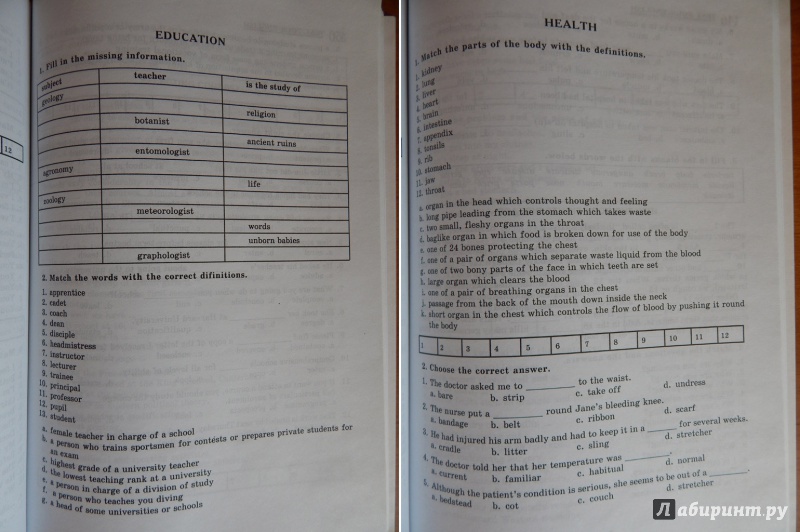 12
EDUCATION
1. Fill in the missing information.
subject teacher is the study of
geology
religion
botanist
ancient ruins
entomologist
agronomy
life
zoology
meteorologist
words
unborn babies
graphologist
2. Match the words with the correct difinitions.
1. apprentice
2. cadet
3. coach
4. dean
5. disciple
6. headmistress
7. instructor
8. lecturer
9. trainee
10. principal
11. professor
12. pupil
13. student
a. female teacher in charge of a school
b. a person who trains sportsmen for contests or prepares private students for
an exam
c. highest grade of a university teacher
d. the lowest teaching rank at a university
e. a person in charge of a division of study
f. a person who teaches you diving
g. a head of some universities or schools
HEALTH
1. Match the parts of the body with the definitions.
1. kidney
2. lung
3. liver
4. heart
5. brain
6. intestine
7. appendix
8. tonsils
9. rib
10. stomach
11. jaw
12. throat
a. organ in the head which controls thought and feeling
b. long pipe leading from the stomach which takes waste
c. two small, fleshy organs in the throat
d. baglike organ in which food is broken down for use of the body
e. one of 24 bones protecting the chest
f. one of a pair of organs which separate waste liquid from the blood
g. one of two bony parts of the face in which teeth are set
h. large organ which clears the blood
i. one of a pair of breathing organs in the chest
j. passage from the back of the mouth down inside the neck
k. short organ in the chest which controls the flow of blood by pushing it round
the body
1 2 3 4 5 6 7 8 9 10 11 12
2. Choose the correct answer.
1. The doctor asked me to __________ to the waist.
a. bare b. strip c. take off d. undress
2. The nurse put a __________ round Jane's bleeding knee.
a. bandage b. belt c. ribbon d. scarf
3. He had injured his arm badly and had to keep it in a ______ for several weeks.
a. cradle b. litter c. sling d. stretcher
4. The doctor told her that her temperature was __________.
a. current b. familiar c. habitual d. normal
5. Although the patient's condition is serious, she seems to be out of a ________.
a. bedstead b. cot c. couch d. stretcher
Лабиринт.ру